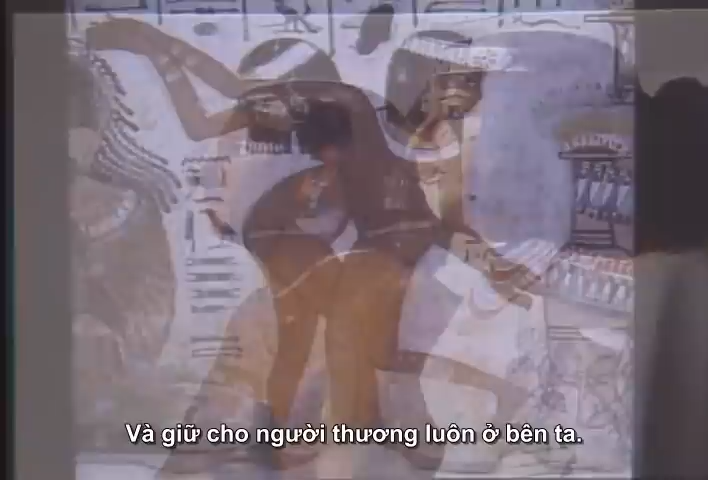 Và giữ cho người thương luôn ở bên ta.